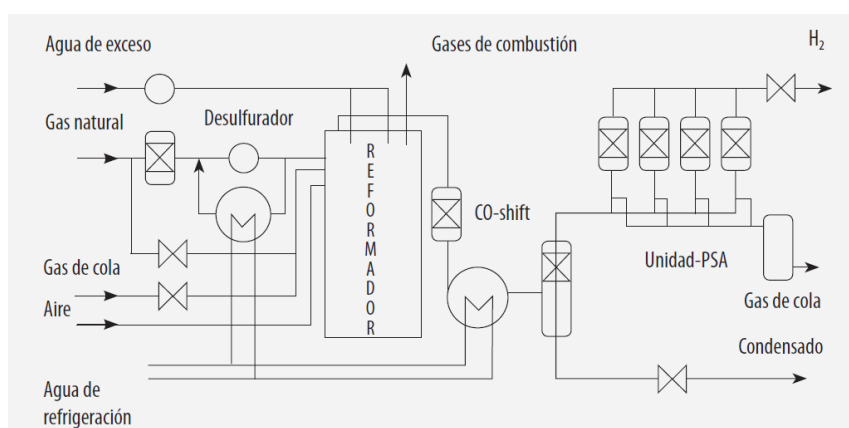 Agua de exceso
Gases de combustión
H2
Gas natural
Desulfurador
REFORMADOR
CO-shift
Unidad-PSA
Gas de cola
Aire
Gas de cola
Condensado
Agua de
refrigeración